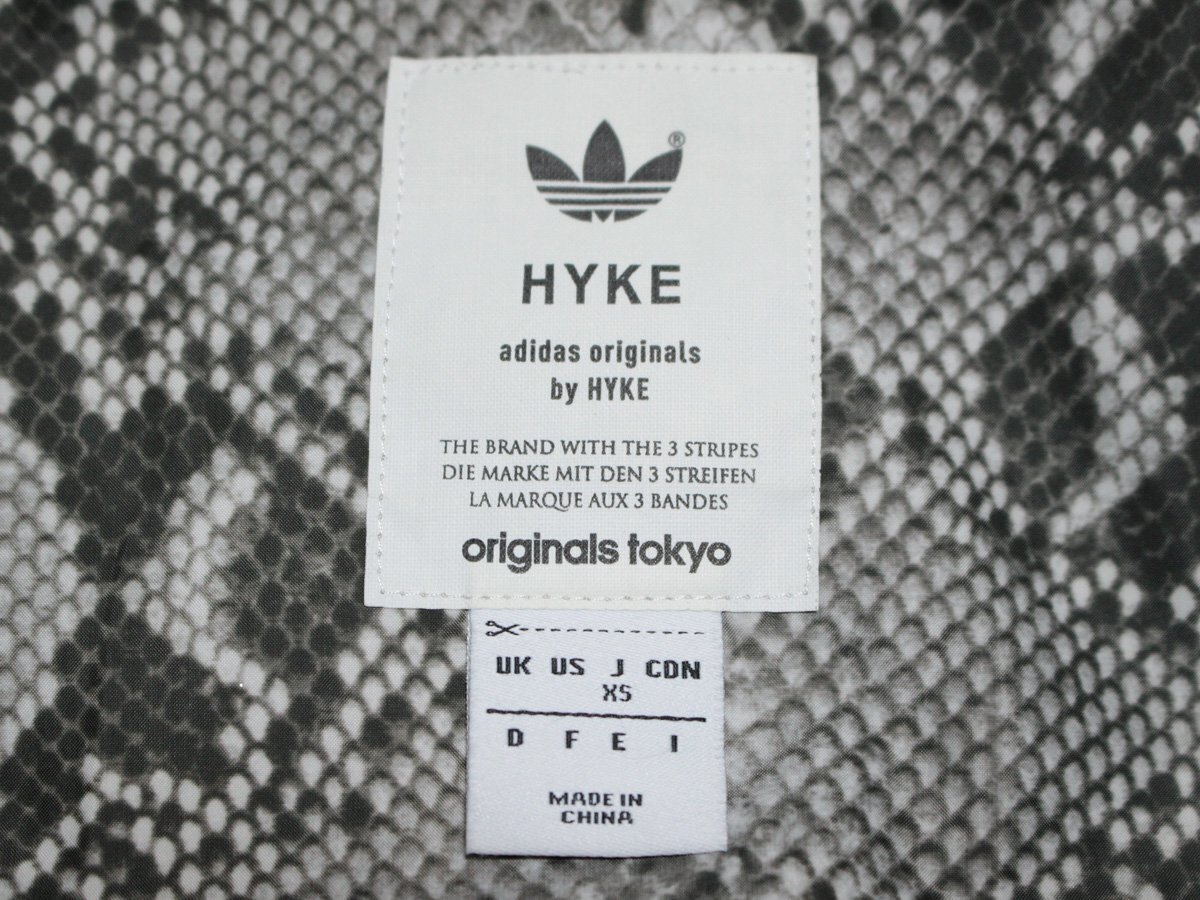 ®
HYKE
adidas originals
by HYKE
THE BRAND WITH THE 3 STRIPES
DIE MARKE MIT DEN 3 STREIFEN
LA MARQUE AUX 3 BANDES
originals tokyo
UK US J CDN
XS
D F E I
MADE IN
CHINA